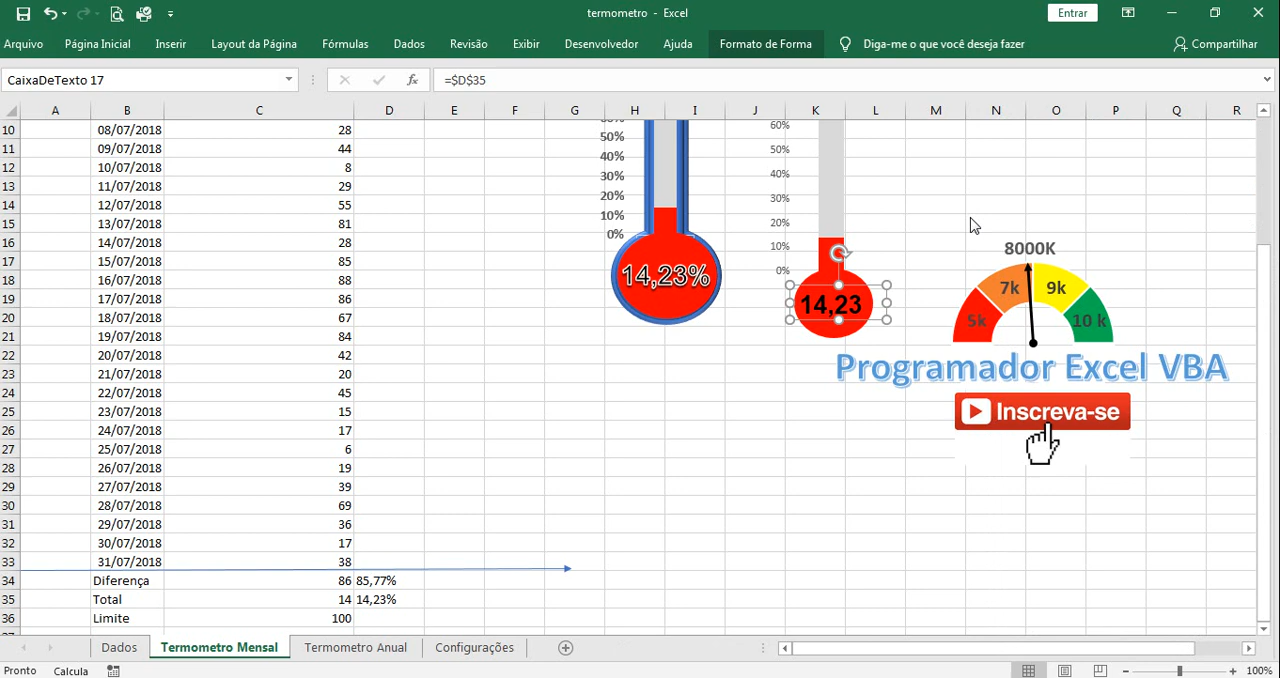 termometro - Excel
Entrar
Arquivo Página Inicial Inserir Layout da Página Fórmulas Dados Revisão Exibir Desenvolvedor Ajuda Formato de Forma Diga-me o que você deseja fazer Compartilhar
CaixaDeTexto 17 fx =$D$35
A B C D E F G H I J K L M N O P Q R
10 08/07/2018 28
11 09/07/2018 44
12 10/07/2018 8
13 11/07/2018 29
14 12/07/2018 55
15 13/07/2018 81
16 14/07/2018 28
17 15/07/2018 85
18 16/07/2018 88
19 17/07/2018 86
20 18/07/2018 67
21 19/07/2018 84
22 20/07/2018 42
23 21/07/2018 20
24 22/07/2018 45
25 23/07/2018 15
26 24/07/2018 17
27 25/07/2018 6
28 26/07/2018 19
29 27/07/2018 39
30 28/07/2018 69
31 29/07/2018 36
32 30/07/2018 17
33 31/07/2018 38
34 Diferença 86 85,77%
35 Total 14 14,23%
36 Limite 100
50%
40%
30%
20%
10%
0%
14,23%
60%
50%
40%
30%
20%
10%
0%
14,23
8000K
7k 9k
5k 10 k
Programador Excel VBA
Inscreva-se
Dados Termometro Mensal Termometro Anual Configurações
Pronto Calcula 100%